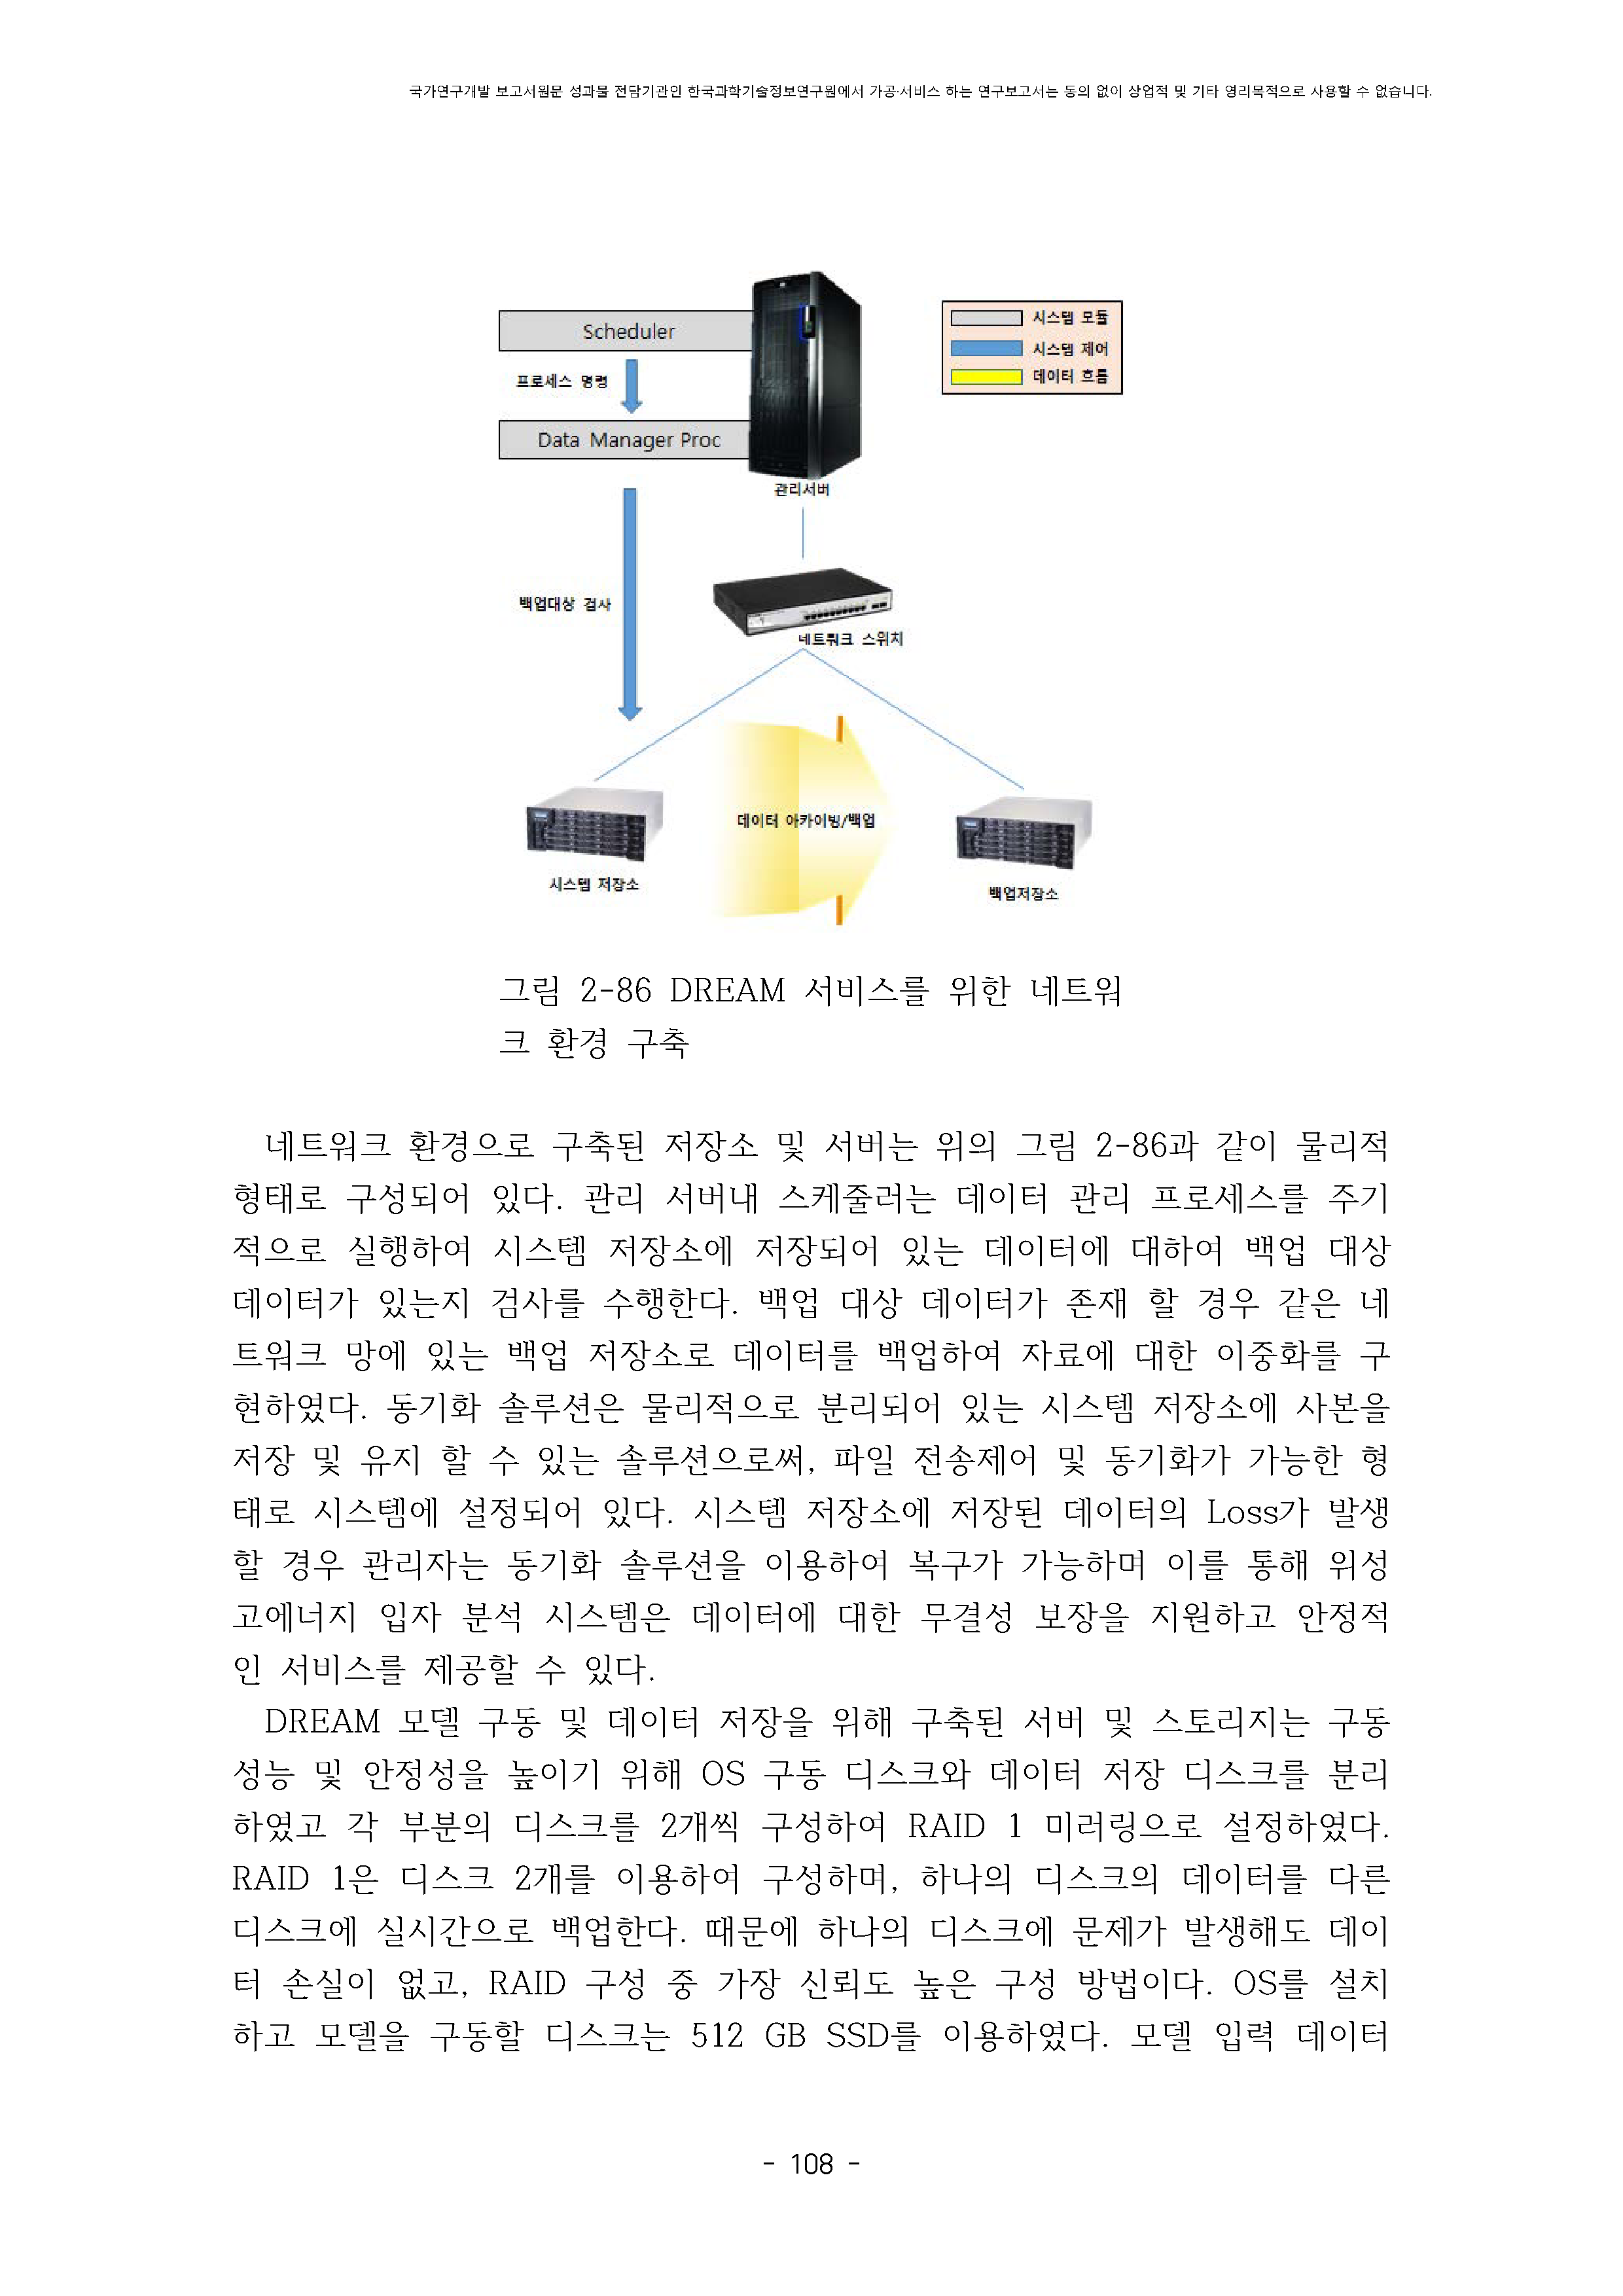 국가연구개발 보고서원문 성과물 전담기관인 한국과학기술정보연구원에서 가공·서비스 하는 연구보고서는 동의 없이 상업적 및 기타 영리목적으로 사용할 수 없습니다.
Scheduler
시스템 모듈
시스템 제어
데이터 흐름
프로세스 명령
Data Manager Proc
관리서버
백업대상 검사
네트워크 스위치
데이터 아카이빙/백업
시스템 저장소
백업저장소
그림 2-86 DREAM 서비스를 위한 네트워
크 환경 구축
네트워크 환경으로 구축된 저장소 및 서버는 위의 그림 2-86과 같이 물리적
형태로 구성되어 있다. 관리 서버내 스케줄러는 데이터 관리 프로세스를 주기
적으로 실행하여 시스템 저장소에 저장되어 있는 데이터에 대하여 백업 대상
데이터가 있는지 검사를 수행한다. 백업 대상 데이터가 존재 할 경우 같은 네
트워크 망에 있는 백업 저장소로 데이터를 백업하여 자료에 대한 이중화를 구
현하였다. 동기화 솔루션은 물리적으로 분리되어 있는 시스템 저장소에 사본을
저장 및 유지 할 수 있는 솔루션으로써, 파일 전송제어 및 동기화가 가능한 형
태로 시스템에 설정되어 있다. 시스템 저장소에 저장된 데이터의 Loss가 발생
할 경우 관리자는 동기화 솔루션을 이용하여 복구가 가능하며 이를 통해 위성
고에너지 입자 분석 시스템은 데이터에 대한 무결성 보장을 지원하고 안정적
인 서비스를 제공할 수 있다.
DREAM 모델 구동 및 데이터 저장을 위해 구축된 서버 및 스토리지는 구동
성능 및 안정성을 높이기 위해 OS 구동 디스크와 데이터 저장 디스크를 분리
하였고 각 부분의 디스크를 2개씩 구성하여 RAID 1 미러링으로 설정하였다.
RAID 1은 디스크 2개를 이용하여 구성하며, 하나의 디스크의 데이터를 다른
디스크에 실시간으로 백업한다. 때문에 하나의 디스크에 문제가 발생해도 데이
터 손실이 없고, RAID 구성 중 가장 신뢰도 높은 구성 방법이다. OS를 설치
하고 모델을 구동할 디스크는 512 GB SSD를 이용하였다. 모델 입력 데이터
- 108 -